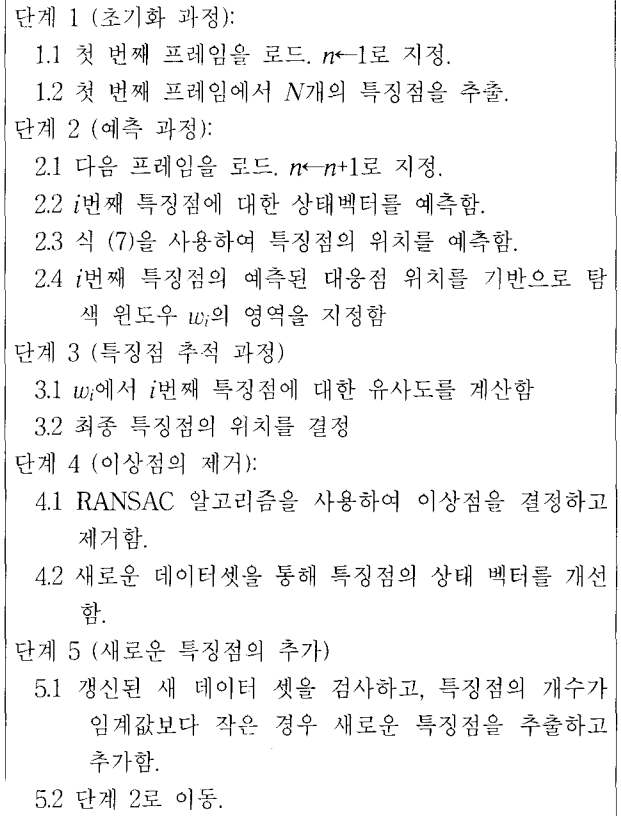 단계 1 (초기화 과정):
1.1 첫 번째 프레임을 로드. n←1로 지정.
1.2 첫 번째 프레임에서 N개의 특징점을 추출.
단계 2 (예측 과정):
2.1 다음 프레임을 로드. n←n+1로 지정.
2.2 i번째 특징점에 대한 상태벡터를 예측함.
2.3 식 (7)을 사용하여 특징점의 위치를 예측함.
2.4 i번째 특징점의 예측된 대응점 위치를 기반으로 탐
색 윈도우 wᵢ의 영역을 지정함
단계 3 (특징점 추적 과정)
3.1 wᵢ에서 i번째 특징점에 대한 유사도를 계산함
3.2 최종 특징점의 위치를 결정
단계 4 (이상점의 제거):
4.1 RANSAC 알고리즘을 사용하여 이상점을 결정하고
제거함.
4.2 새로운 데이터셋을 통해 특징점의 상태 벡터를 개선
함.
단계 5 (새로운 특징점의 추가)
5.1 갱신된 새 데이터 셋을 검사하고, 특징점의 개수가
임계값보다 작은 경우 새로운 특징점을 추출하고
추가함.
5.2 단계 2로 이동.